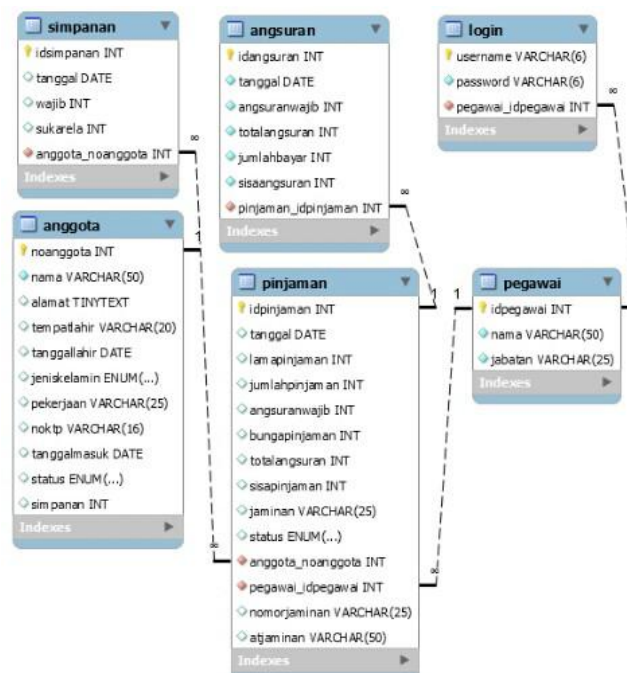 simpanan
idsimpanan INT
tanggal DATE
wajib INT
sukarela INT
anggota_noanggota INT
Indexes
angsuran
idangsuran INT
tanggal DATE
angsuranwajib INT
totalangsuran INT
jumlahbayar INT
sisaangsuran INT
pinjaman_idpinjaman INT
Indexes
login
username VARCHAR(6)
password VARCHAR(6)
pegawai_idpegawai INT
Indexes
∞
∞
∞
anggota
noanggota INT
nama VARCHAR(50)
alamat TINYTEXT
tempatlahir VARCHAR(20)
tanggallahir DATE
jeniskelamin ENUM(...)
pekerjaan VARCHAR(25)
noktp VARCHAR(16)
tanggalmasuk DATE
status ENUM(...)
simpanan INT
Indexes
1
∞
pinjaman
idpinjaman INT
tanggal DATE
lamapinjaman INT
jumlahpinjaman INT
angsuranwajib INT
bungapinjaman INT
totalangsuran INT
sisapinjaman INT
jaminan VARCHAR(25)
status ENUM(...)
anggota_noanggota INT
pegawai_idpegawai INT
nomorjaminan VARCHAR(25)
atjaminan VARCHAR(50)
Indexes
1
1
∞
pegawai
idpegawai INT
nama VARCHAR(50)
jabatan VARCHAR(25)
Indexes